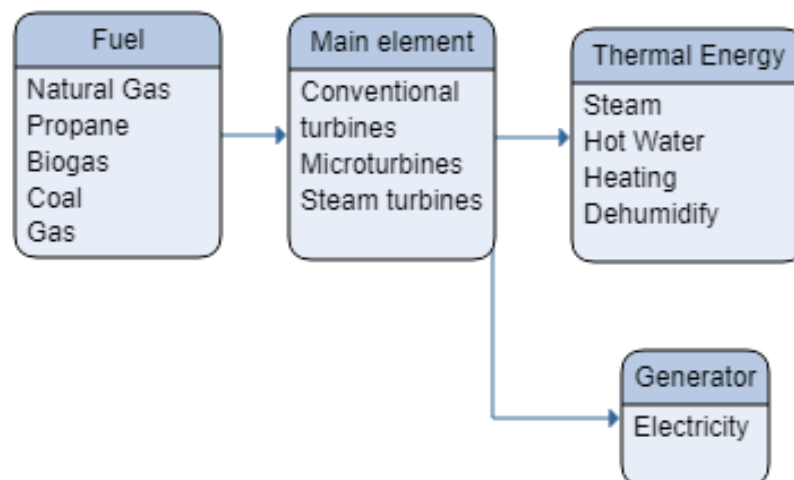 Fuel
Natural Gas
Propane
Biogas
Coal
Gas
Main element
Conventional
turbines
Microturbines
Steam turbines
Thermal Energy
Steam
Hot Water
Heating
Dehumidify
Generator
Electricity